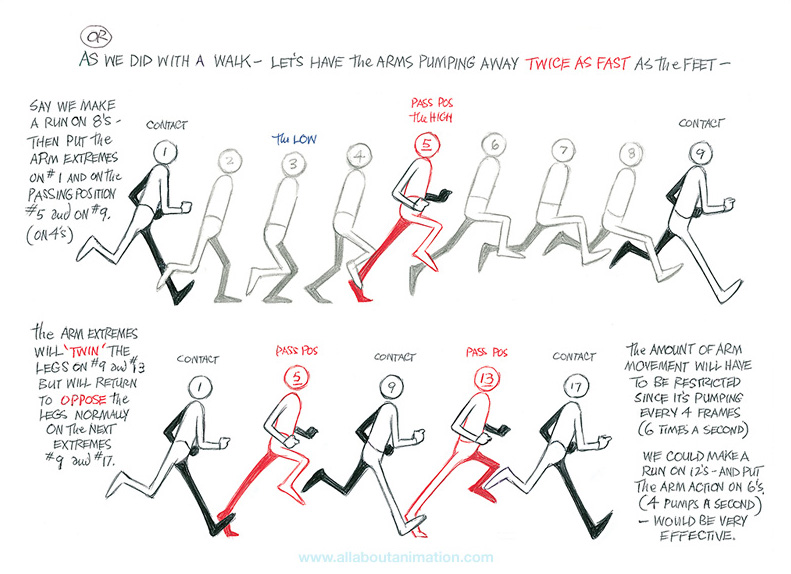 OR
AS WE DID WITH A WALK – LET'S HAVE the ARMS PUMPING AWAY TWICE AS FAST AS the FEET –
SAY WE MAKE
A RUN ON 8'S –
THEN PUT the
ARM EXTREMES
ON #1 AND ON the
PASSING POSITION
#5 and ON #9.
(ON 4'S)
CONTACT
the LOW
PASS POS
the HIGH
CONTACT
1
2
3
4
5
6
7
8
9
the ARM EXTREMES
WILL 'TWIN' THE
LEGS ON #9 and #13
BUT WILL RETURN
TO OPPOSE the
LEGS NORMALLY
ON the NEXT
EXTREMES
#9 and #17.
CONTACT
PASS POS
CONTACT
PASS POS
CONTACT
1
5
9
13
17
the AMOUNT OF ARM
MOVEMENT WILL HAVE
TO BE RESTRICTED
SINCE IT'S PUMPING
EVERY 4 FRAMES
(6 TIMES A SECOND)
WE COULD MAKE A
RUN ON 12'S – AND PUT
THE ARM ACTION ON 6'S.
(4 PUMPS A SECOND)
– WOULD BE VERY
EFFECTIVE.
www.allaboutanimation.com